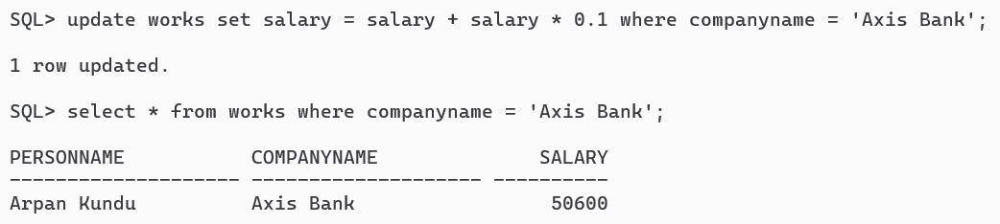 SQL> update works set salary = salary + salary * 0.1 where companyname = 'Axis Bank';
1 row updated.
SQL> select * from works where companyname = 'Axis Bank';
PERSONNAME           COMPANYNAME              SALARY
-------------------- -------------------- ----------
Arpan Kundu          Axis Bank                 50600